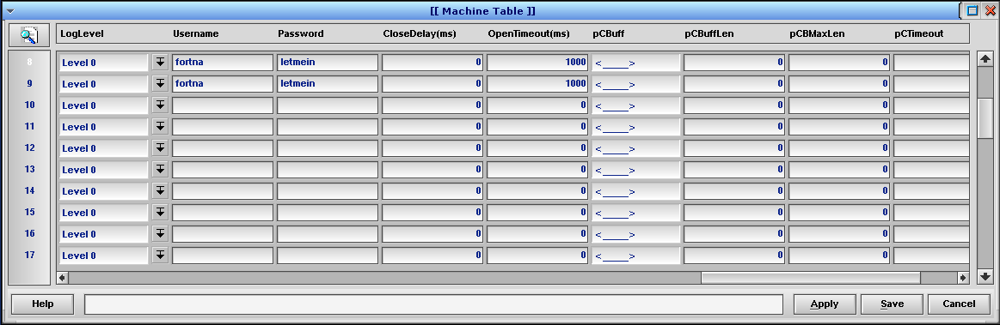 [[ Machine Table ]]
LogLevel Username Password CloseDelay(ms) OpenTimeout(ms) pCBuff pCBuffLen pCBMaxLen pCTimeout
8 Level 0 fortna letmein 0 1000 <____> 0 0
9 Level 0 fortna letmein 0 1000 <____> 0 0
10 Level 0 0 0 <____> 0 0
11 Level 0 0 0 <____> 0 0
12 Level 0 0 0 <____> 0 0
13 Level 0 0 0 <____> 0 0
14 Level 0 0 0 <____> 0 0
15 Level 0 0 0 <____> 0 0
16 Level 0 0 0 <____> 0 0
17 Level 0 0 0 <____> 0 0
Help Apply Save Cancel